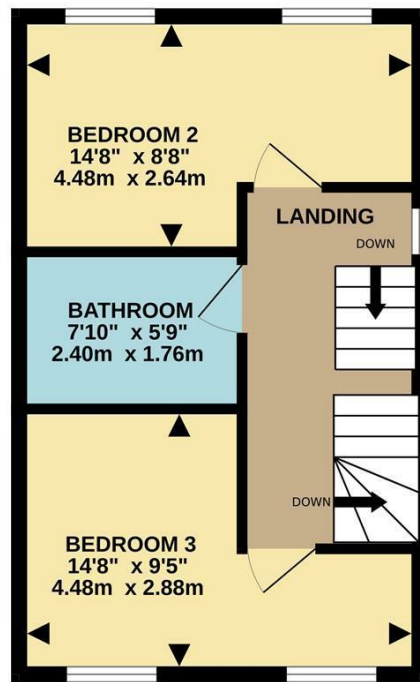 BEDROOM 2
14'8" x 8'8"
4.48m x 2.64m
LANDING
DOWN
BATHROOM
7'10" x 5'9"
2.40m x 1.76m
DOWN
BEDROOM 3
14'8" x 9'5"
4.48m x 2.88m